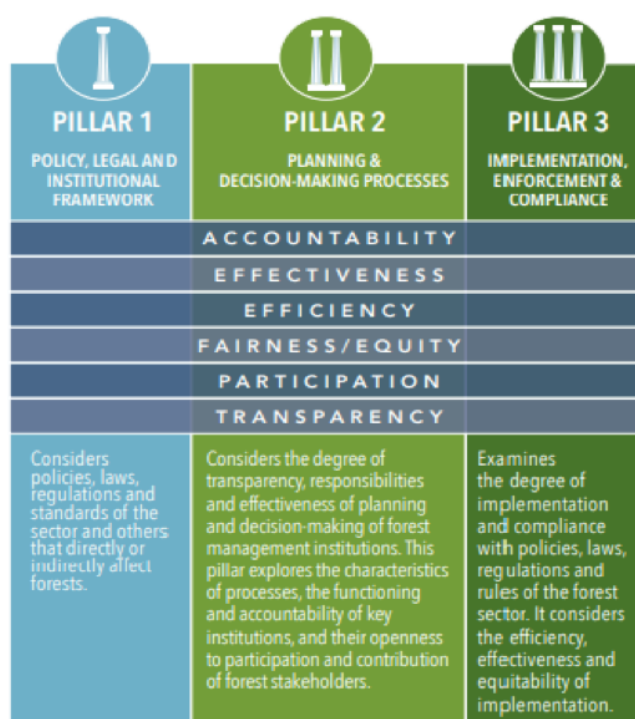 PILLAR 1
POLICY, LEGAL AND
INSTITUTIONAL
FRAMEWORK
PILLAR 2
PLANNING &
DECISION-MAKING PROCESSES
PILLAR 3
IMPLEMENTATION,
ENFORCEMENT &
COMPLIANCE
ACCOUNTABILITY
EFFECTIVENESS
EFFICIENCY
FAIRNESS/EQUITY
PARTICIPATION
TRANSPARENCY
Considers
policies, laws,
regulations and
standards of the
sector and others
that directly or
indirectly affect
forests.
Considers the degree of
transparency, responsibilities
and effectiveness of planning
and decision-making of forest
management institutions. This
pillar explores the characteristics
of processes, the functioning
and accountability of key
institutions, and their openness
to participation and contribution
of forest stakeholders.
Examines
the degree of
implementation
and compliance
with policies, laws,
regulations and
rules of the forest
sector. It considers
the efficiency,
effectiveness and
equitability of
implementation.